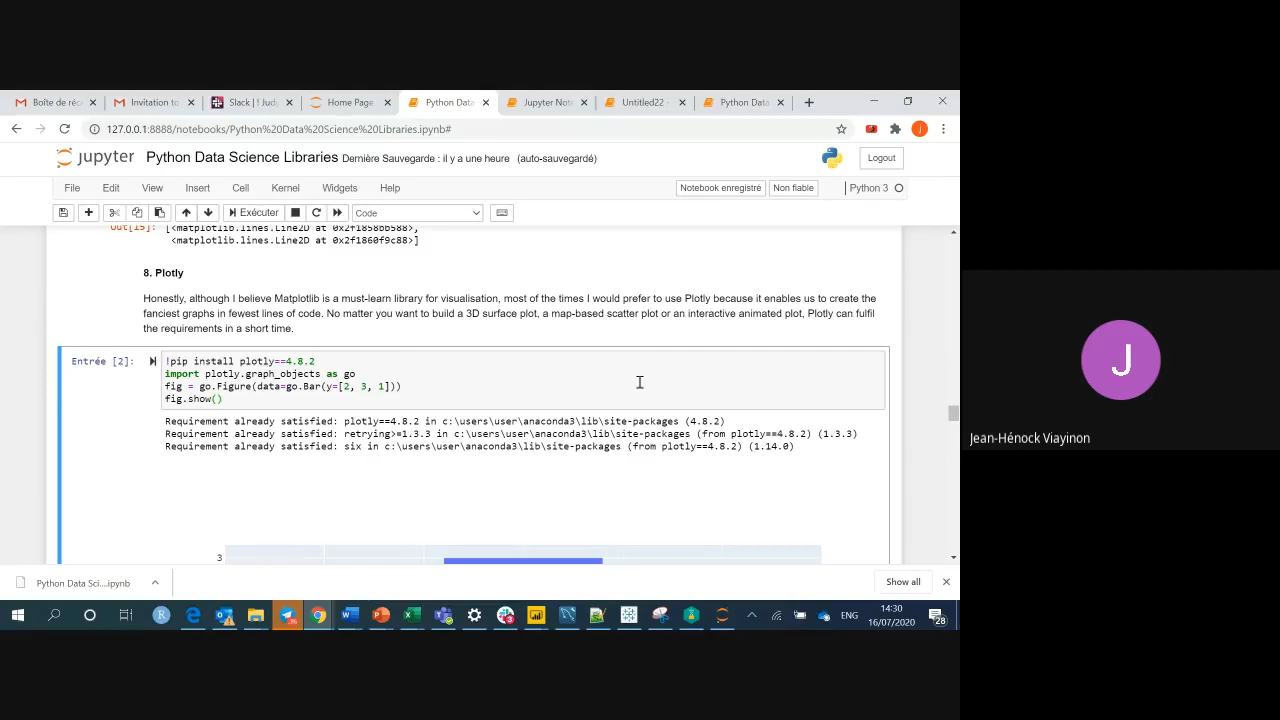 Boîte de réc
Invitation to
Slack | ! Judy
Home Page
Python Data
Jupyter Not
Untitled22 -
Python Data
127.0.0.1:8888/notebooks/Python%20Data%20Science%20Libraries.ipynb#
j
jupyter Python Data Science Libraries Dernière Sauvegarde : il y a une heure (auto-sauvegardé)
Logout
File Edit View Insert Cell Kernel Widgets Help
Notebook enregistré
Non fiable
Python 3
Exécuter
Code
Out[15]: [<matplotlib.lines.Line2D at 0x2f1858bb588>,
<matplotlib.lines.Line2D at 0x2f1860f9c88>]
8. Plotly
Honestly, although I believe Matplotlib is a must-learn library for visualisation, most of the times I would prefer to use Plotly because it enables us to create the
fanciest graphs in fewest lines of code. No matter you want to build a 3D surface plot, a map-based scatter plot or an interactive animated plot, Plotly can fulfil
the requirements in a short time.
Entrée [2]:
!pip install plotly==4.8.2
import plotly.graph_objects as go
fig = go.Figure(data=go.Bar(y=[2, 3, 1]))
fig.show()
Requirement already satisfied: plotly==4.8.2 in c:\users\user\anaconda3\lib\site-packages (4.8.2)
Requirement already satisfied: retrying>=1.3.3 in c:\users\user\anaconda3\lib\site-packages (from plotly==4.8.2) (1.3.3)
Requirement already satisfied: six in c:\users\user\anaconda3\lib\site-packages (from plotly==4.8.2) (1.14.0)
3
Python Data Sci....ipynb
Show all
ENG
14:30
16/07/2020
28
J
Jean-Hénock Viayinon